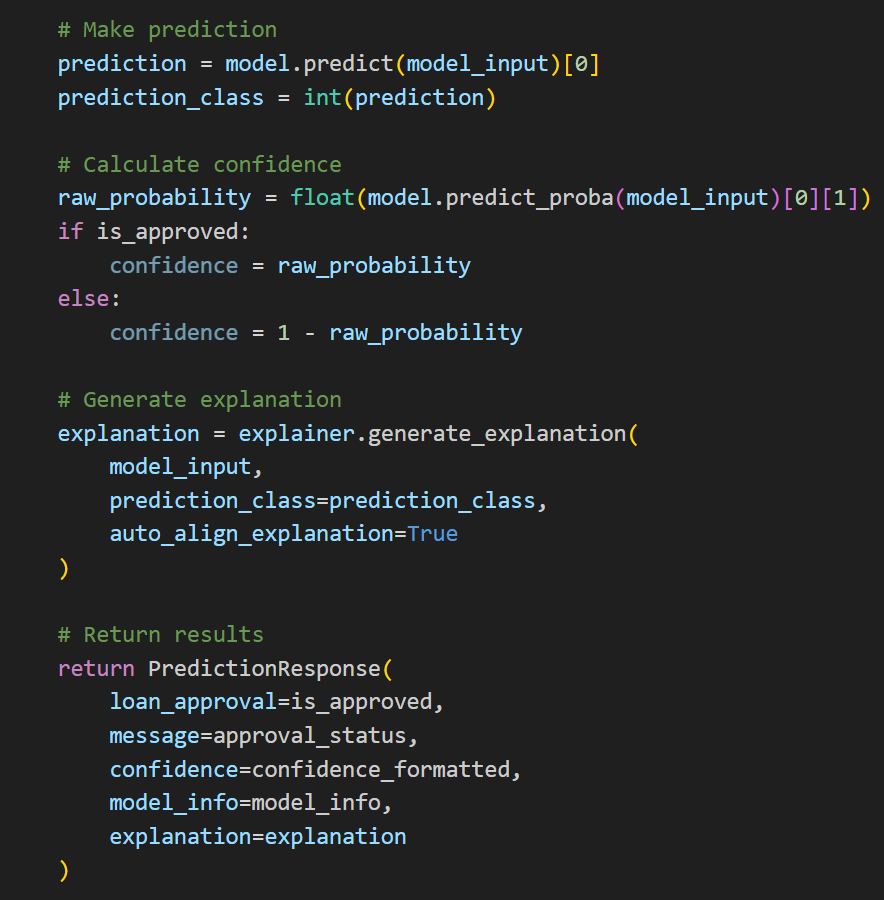 # Make prediction
prediction = model.predict(model_input)[0]
prediction_class = int(prediction)

# Calculate confidence
raw_probability = float(model.predict_proba(model_input)[0][1])
if is_approved:
    confidence = raw_probability
else:
    confidence = 1 - raw_probability

# Generate explanation
explanation = explainer.generate_explanation(
    model_input,
    prediction_class=prediction_class,
    auto_align_explanation=True
)

# Return results
return PredictionResponse(
    loan_approval=is_approved,
    message=approval_status,
    confidence=confidence_formatted,
    model_info=model_info,
    explanation=explanation
)